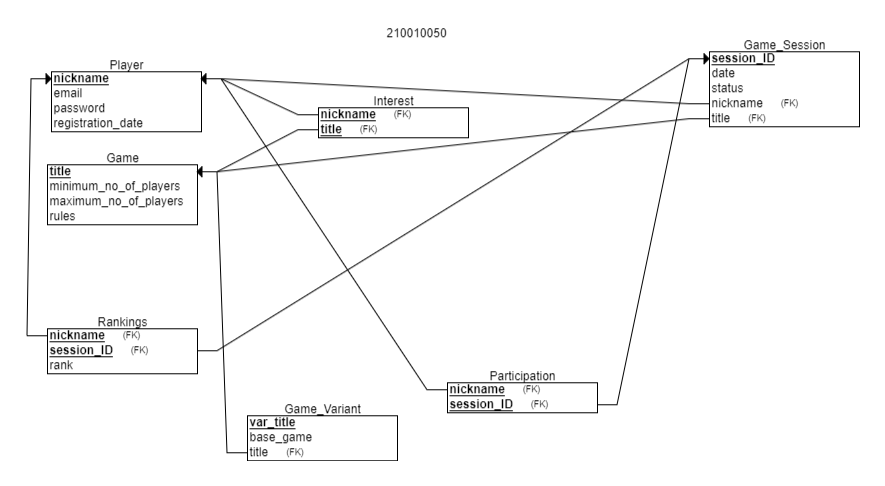 210010050
Player
nickname
email
password
registration_date
Game_Session
session_ID
date
status
nickname (FK)
title (FK)
Interest
nickname (FK)
title (FK)
Game
title
minimum_no_of_players
maximum_no_of_players
rules
Rankings
nickname (FK)
session_ID (FK)
rank
Participation
nickname (FK)
session_ID (FK)
Game_Variant
var_title
base_game
title (FK)